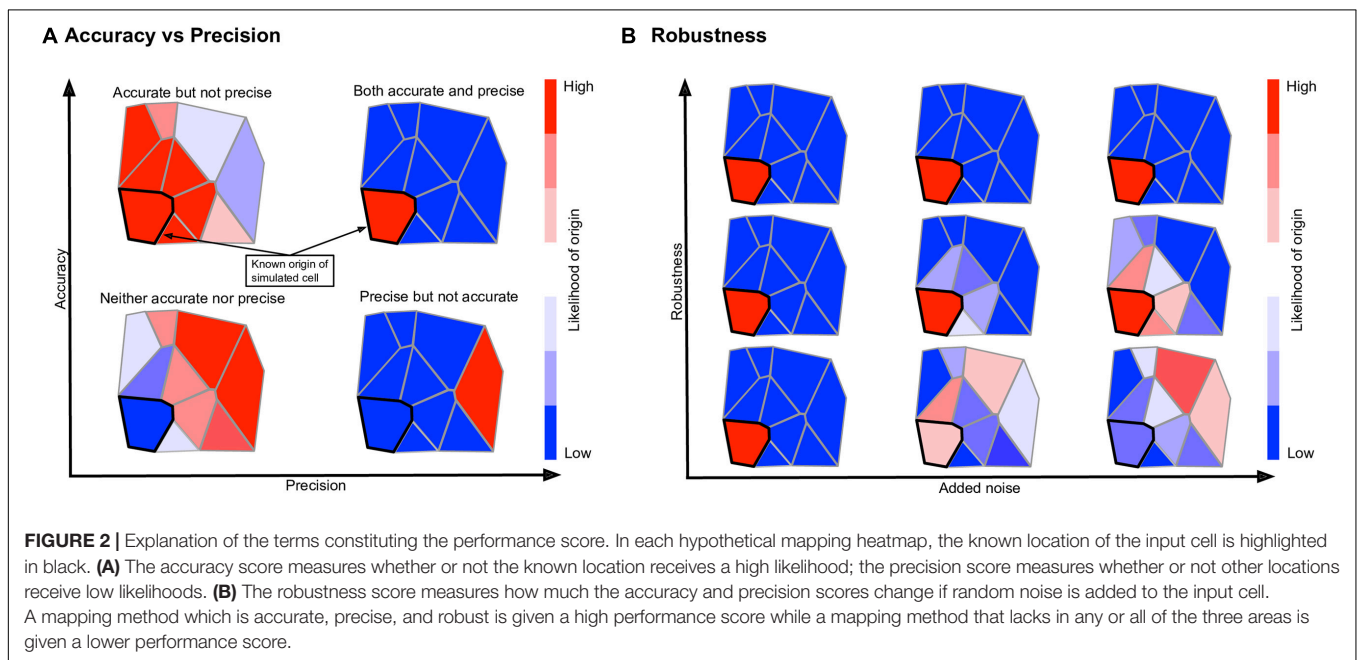 A Accuracy vs Precision
Accurate but not precise
Both accurate and precise
High
Known origin of
simulated cell
Neither accurate nor precise
Precise but not accurate
Low
Likelihood of origin
Accuracy
Precision
B Robustness
High
Low
Likelihood of origin
Robustness
Added noise
FIGURE 2 | Explanation of the terms constituting the performance score. In each hypothetical mapping heatmap, the known location of the input cell is highlighted
in black. (A) The accuracy score measures whether or not the known location receives a high likelihood; the precision score measures whether or not other locations
receive low likelihoods. (B) The robustness score measures how much the accuracy and precision scores change if random noise is added to the input cell.
A mapping method which is accurate, precise, and robust is given a high performance score while a mapping method that lacks in any or all of the three areas is
given a lower performance score.